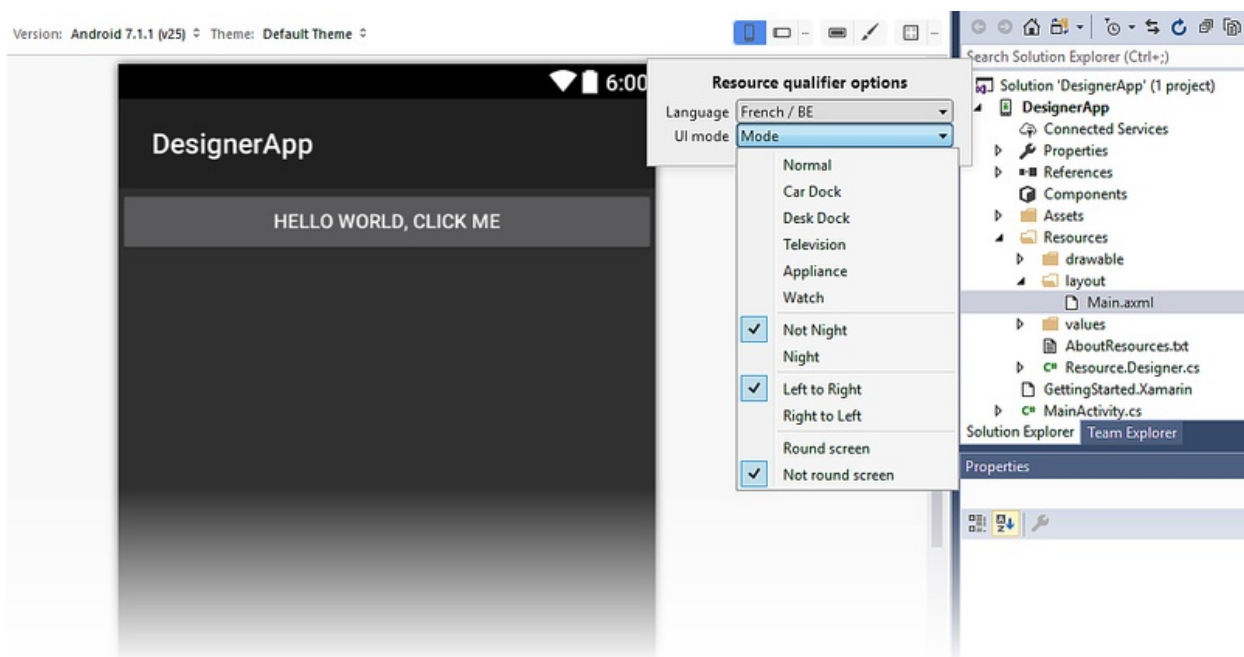 Version: Android 7.1.1 (v25) Theme: Default Theme
6:00
DesignerApp
HELLO WORLD, CLICK ME
Resource qualifier options
Language French / BE
UI mode Mode
Normal
Car Dock
Desk Dock
Television
Appliance
Watch
Not Night
Night
Left to Right
Right to Left
Round screen
Not round screen
Search Solution Explorer (Ctrl+;)
Solution 'DesignerApp' (1 project)
DesignerApp
Connected Services
Properties
References
Components
Assets
Resources
drawable
layout
Main.axml
values
AboutResources.txt
C# Resource.Designer.cs
GettingStarted.Xamarin
C# MainActivity.cs
Solution Explorer Team Explorer
Properties